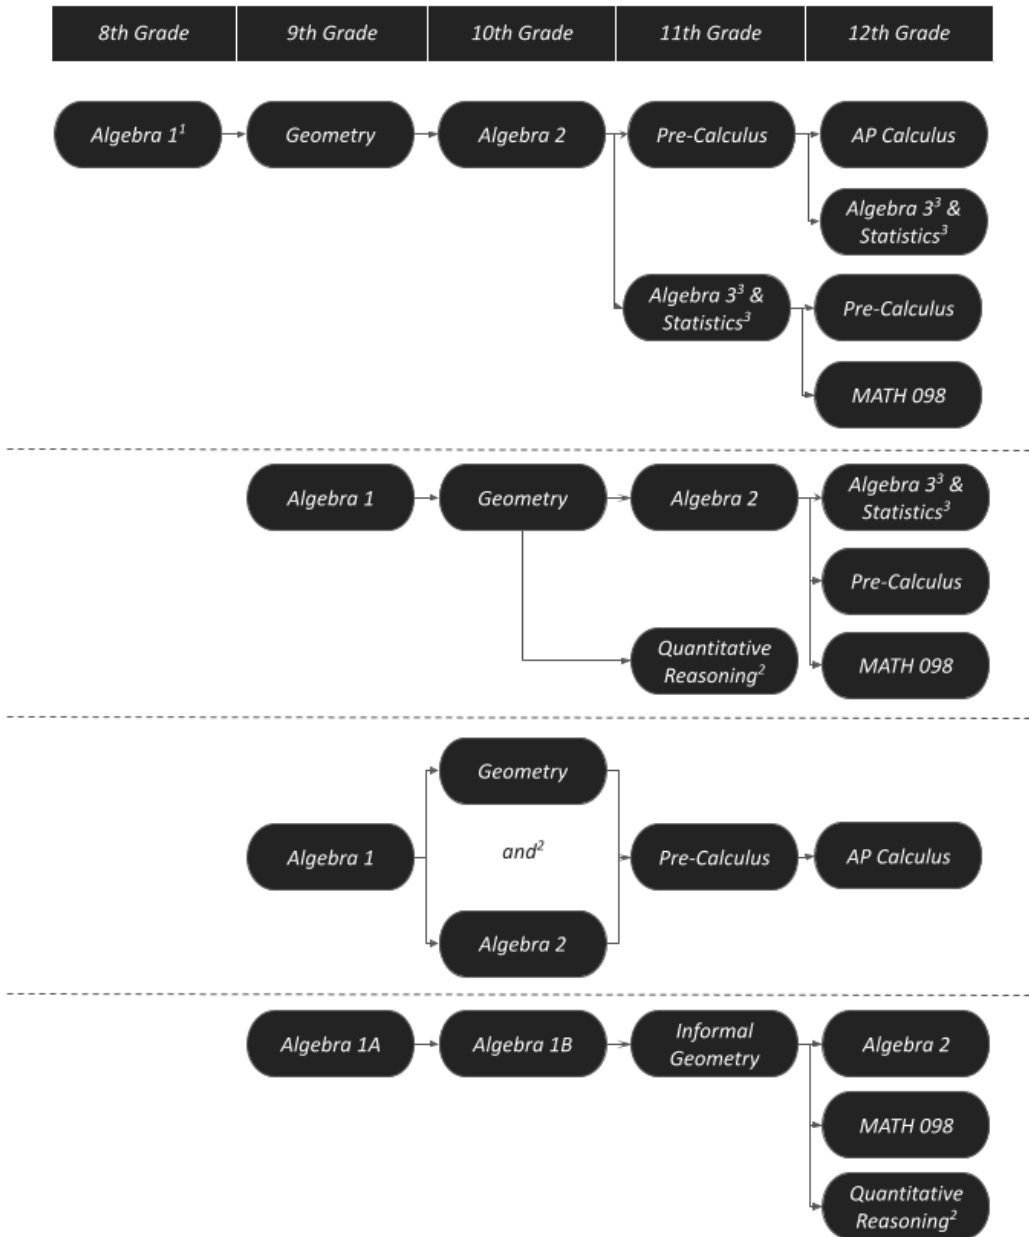 8th Grade 9th Grade 10th Grade 11th Grade 12th Grade
Algebra 1¹ Geometry Algebra 2 Pre-Calculus AP Calculus
Algebra 3³ &
Statistics³
Algebra 3³ &
Statistics³
Pre-Calculus
MATH 098
Algebra 1 Geometry Algebra 2
Algebra 3³ &
Statistics³
Pre-Calculus
Quantitative
Reasoning²
MATH 098
Geometry
Algebra 1
and²
Pre-Calculus AP Calculus
Algebra 2
Algebra 1A Algebra 1B
Informal
Geometry
Algebra 2
MATH 098
Quantitative
Reasoning²